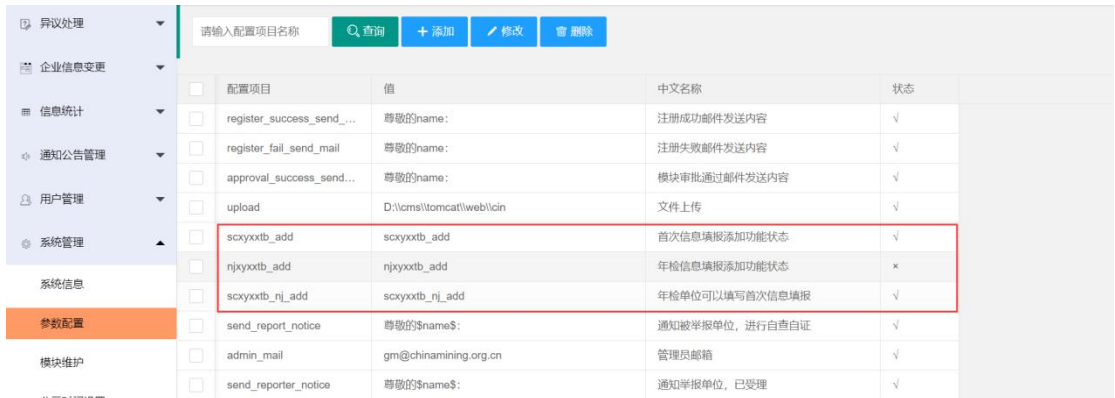 异议处理
企业信息变更
信息统计
通知公告管理
用户管理
系统管理
系统信息
参数配置
模块维护
请输入配置项目名称 查询 + 添加 修改 删除
配置项目 值 中文名称 状态
register_success_send_... 尊敬的name: 注册成功邮件发送内容 √
register_fail_send_mail 尊敬的name: 注册失败邮件发送内容 √
approval_success_send... 尊敬的name: 模块审批通过邮件发送内容 √
upload D:\\cms\\tomcat\\web\\cin 文件上传 √
scxyxxtb_add scxyxxtb_add 首次信息填报添加功能状态 √
njxyxxtb_add njxyxxtb_add 年检信息填报添加功能状态 ×
scxyxxtb_nj_add scxyxxtb_nj_add 年检单位可以填写首次信息填报 √
send_report_notice 尊敬的$name$: 通知被举报单位，进行自查自证 √
admin_mail gm@chinamining.org.cn 管理员邮箱 √
send_reporter_notice 尊敬的$name$: 通知举报单位，已受理 √